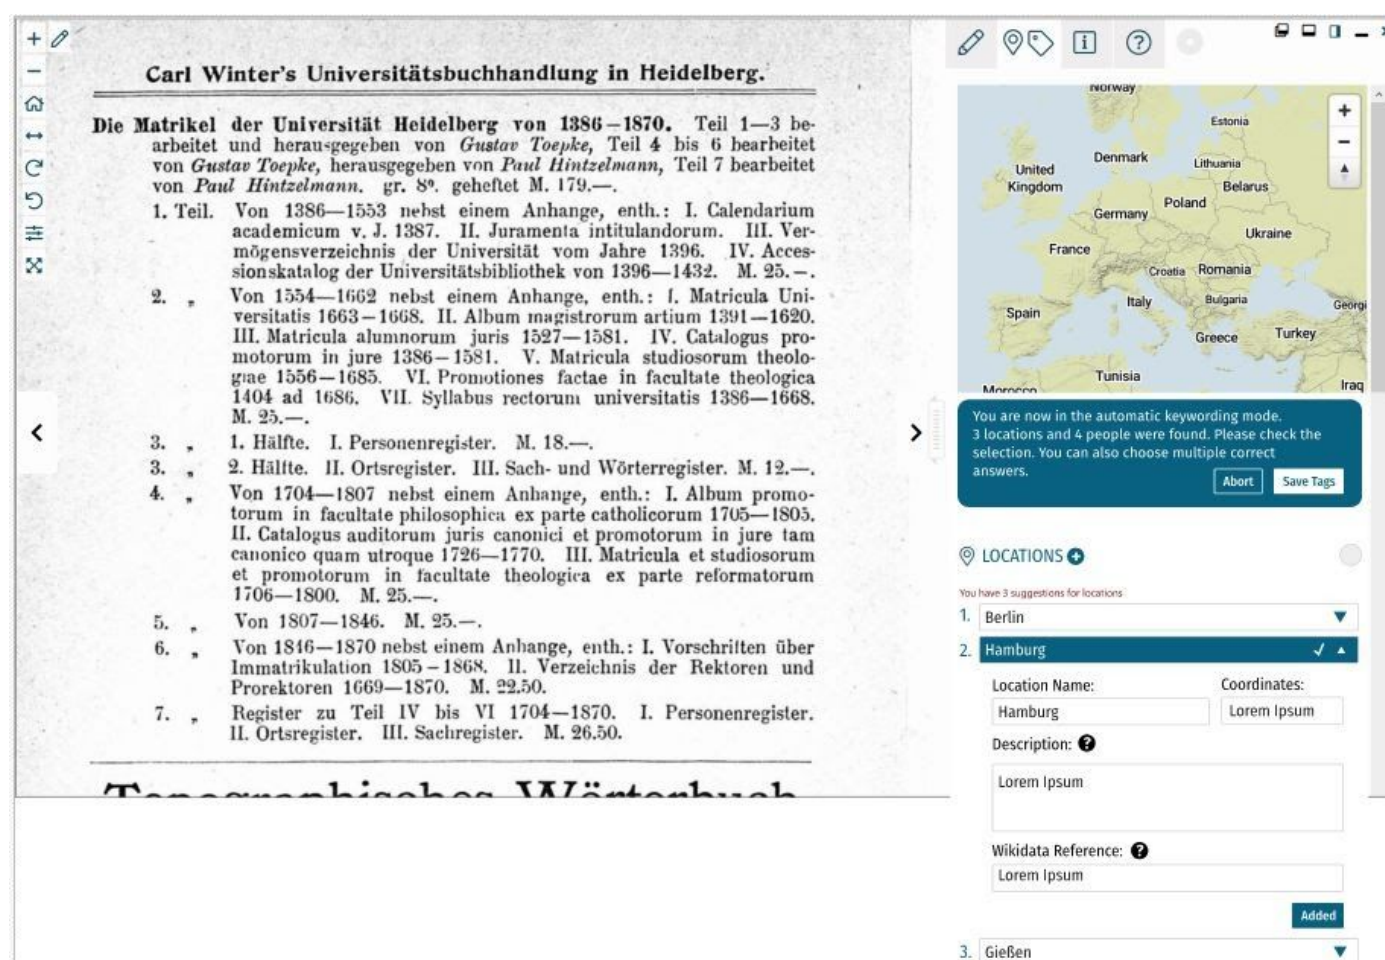 Carl Winter's Universitätsbuchhandlung in Heidelberg.
Die Matrikel der Universität Heidelberg von 1386–1870. Teil 1—3 be-
arbeitet und herausgegeben von Gustav Toepke, Teil 4 bis 6 bearbeitet
von Gustav Toepke, herausgegeben von Paul Hintzelmann, Teil 7 bearbeitet
von Paul Hintzelmann. gr. 8º. geheftet M. 179.—.
1. Teil. Von 1386—1553 nebst einem Anhange, enth.: I. Calendarium
academicum v. J. 1387. II. Juramenta intitulandorum. III. Ver-
mögensverzeichnis der Universität vom Jahre 1396. IV. Acces-
sionskatalog der Universitätsbibliothek von 1396—1432. M. 25.—.
2. „ Von 1554—1662 nebst einem Anhange, enth.: I. Matricula Uni-
versitatis 1663—1668. II. Album magistrorum artium 1391—1620.
III. Matricula alumnorum juris 1527—1581. IV. Catalogus pro-
motorum in jure 1386—1581. V. Matricula studiosorum theolo-
giae 1556—1685. VI. Promotiones factae in facultate theologica
1404 ad 1686. VII. Syllabus rectorum universitatis 1386—1668.
M. 25.—.
3. „ 1. Hälfte. I. Personenregister. M. 18.—.
3. „ 2. Hälfte. II. Ortsregister. III. Sach- und Wörterregister. M. 12.—.
4. „ Von 1704—1807 nebst einem Anhange, enth.: I. Album promo-
torum in facultate philosophica ex parte catholicorum 1705—1805.
II. Catalogus auditorum juris canonici et promotorum in jure tam
canonico quam utroque 1726—1770. III. Matricula et studiosorum
et promotorum in facultate theologica ex parte reformatorum
1706—1800. M. 25.—.
5. „ Von 1807—1846. M. 25.—.
6. „ Von 1846—1870 nebst einem Anhange, enth.: I. Vorschriften über
Immatrikulation 1805–1868. II. Verzeichnis der Rektoren und
Prorektoren 1669—1870. M. 22.50.
7. „ Register zu Teil IV bis VI 1704—1870. I. Personenregister.
II. Ortsregister. III. Sachregister. M. 26.50.
Topographisches Wörterbuch
Norway
Estonia
Denmark
Lithuania
United
Kingdom
Belarus
Poland
Germany
Ukraine
France
Croatia
Romania
Italy
Bulgaria
Georgi
Spain
Greece
Turkey
Tunisia
Morocco
Iraq
You are now in the automatic keywording mode.
3 locations and 4 people were found. Please check the
selection. You can also choose multiple correct
answers.
Abort
Save Tags
LOCATIONS
You have 3 suggestions for locations
1. Berlin
2. Hamburg
Location Name:
Coordinates:
Hamburg
Lorem Ipsum
Description:
Lorem Ipsum
Wikidata Reference:
Lorem Ipsum
Added
3. Gießen